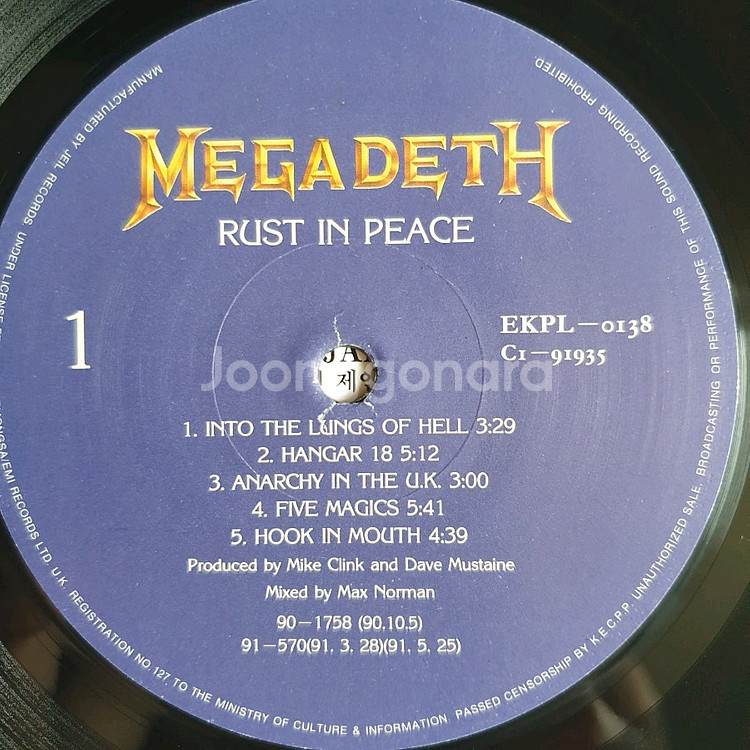 MEGADETH
RUST IN PEACE
1
EKPL—0138
C1—91935
Joonggonara
제
1. INTO THE LUNGS OF HELL 3:29
2. HANGAR 18 5:12
3. ANARCHY IN THE U.K. 3:00
4. FIVE MAGICS 5:41
5. HOOK IN MOUTH 4:39
Produced by Mike Clink and Dave Mustaine
Mixed by Max Norman
90—1758 (90.10.5)
91—570(91. 3. 28)(91. 5. 25)
MANUFACTURED BY JEIL RECORDS. UNDER LICENSE
/EMI RECORDS LTD. U.K. REGISTRATION NO.127. TO THE MINISTRY OF CULTURE & INFORMATION PASSED CENSORSHIP BY K.E.C.P.P. UNAUTHORIZED SALE, BROADCASTING OR PERFORMANCE OF THIS SOUND RECORDING PROHIBITED.